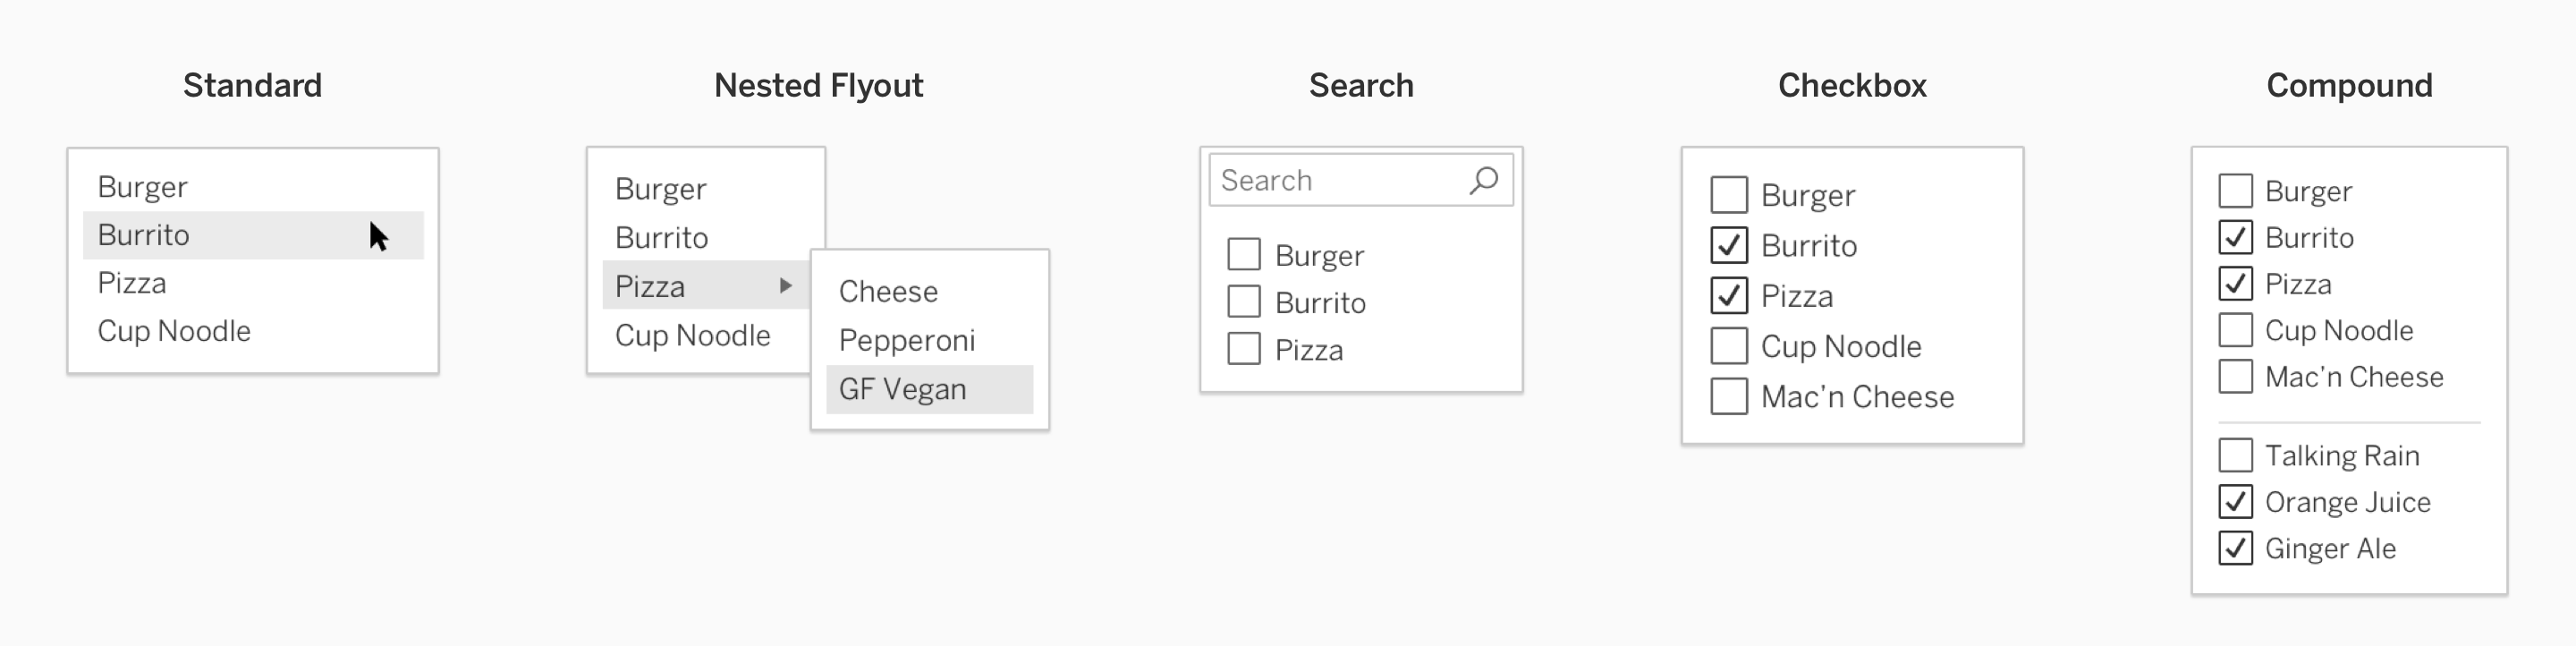 Standard
Burger
Burrito
Pizza
Cup Noodle
Nested Flyout
Burger
Burrito
Pizza
Cup Noodle
Cheese
Pepperoni
GF Vegan
Search
Search
Burger
Burrito
Pizza
Checkbox
Burger
Burrito
Pizza
Cup Noodle
Mac’n Cheese
Compound
Burger
Burrito
Pizza
Cup Noodle
Mac’n Cheese
Talking Rain
Orange Juice
Ginger Ale